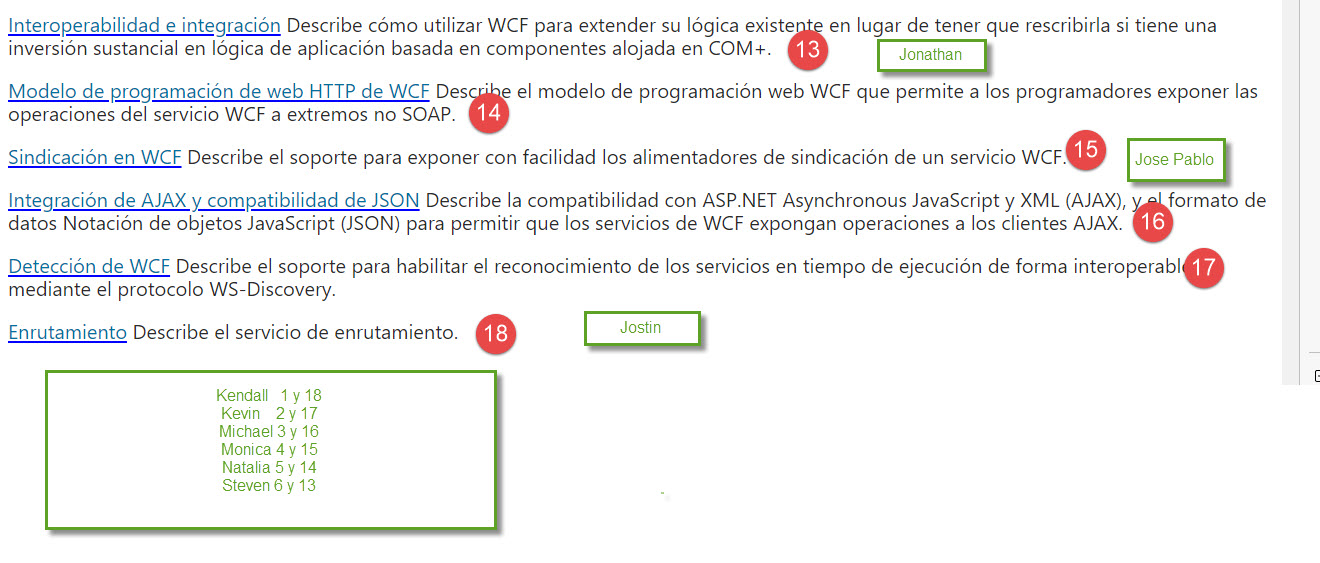 Interoperabilidad e integración Describe cómo utilizar WCF para extender su lógica existente en lugar de tener que rescribirla si tiene una
inversión sustancial en lógica de aplicación basada en componentes alojada en COM+. 13 Jonathan
Modelo de programación de web HTTP de WCF Describe el modelo de programación web WCF que permite a los programadores exponer las
operaciones del servicio WCF a extremos no SOAP. 14
Sindicación en WCF Describe el soporte para exponer con facilidad los alimentadores de sindicación de un servicio WCF. 15 Jose Pablo
Integración de AJAX y compatibilidad de JSON Describe la compatibilidad con ASP.NET Asynchronous JavaScript y XML (AJAX), y el formato de
datos Notación de objetos JavaScript (JSON) para permitir que los servicios de WCF expongan operaciones a los clientes AJAX. 16
Detección de WCF Describe el soporte para habilitar el reconocimiento de los servicios en tiempo de ejecución de forma interoperable 17
mediante el protocolo WS-Discovery.
Enrutamiento Describe el servicio de enrutamiento. 18 Jostin
Kendall 1 y 18
Kevin 2 y 17
Michael 3 y 16
Monica 4 y 15
Natalia 5 y 14
Steven 6 y 13